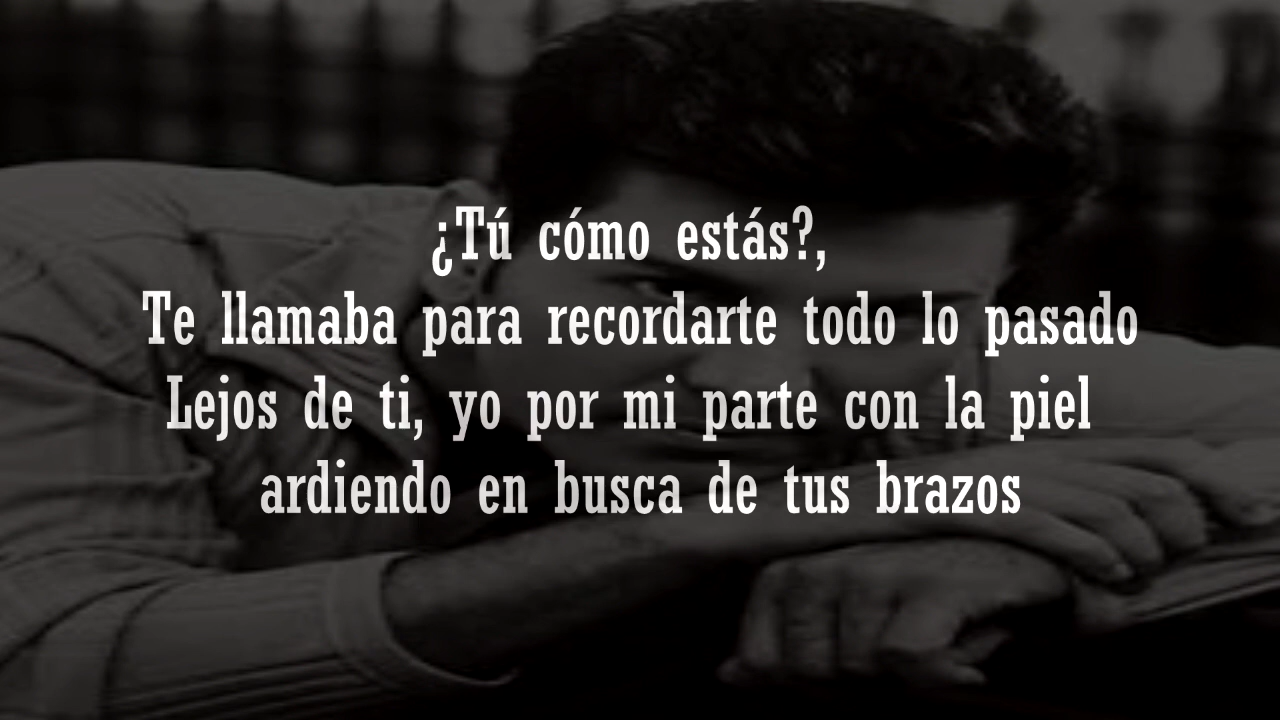 ¿Tú cómo estás?,
Te llamaba para recordarte todo lo pasado
Lejos de ti, yo por mi parte con la piel
ardiendo en busca de tus brazos